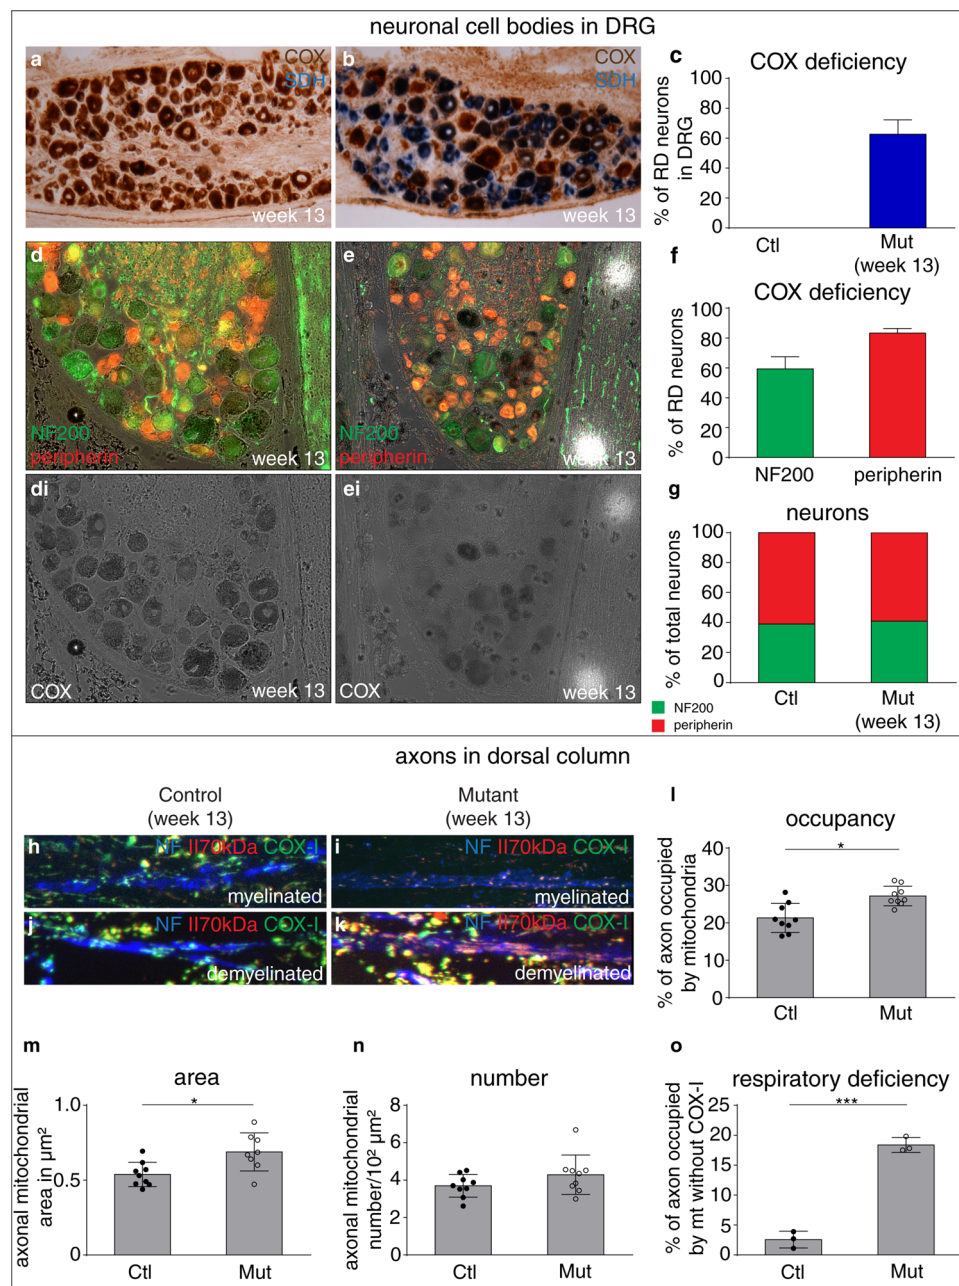 neuronal cell bodies in DRG
a
COX
SDH
week 13
b
COX
SDH
week 13
c
COX deficiency
% of RD neurons
in DRG
100
80
60
40
20
0
Ctl
Mut
(week 13)
d
NF200
peripherin
week 13
e
NF200
peripherin
week 13
f
COX deficiency
% of RD neurons
100
80
60
40
20
0
NF200
peripherin
di
COX
week 13
ei
COX
week 13
g
neurons
% of total neurons
100
80
60
40
20
0
Ctl
Mut
(week 13)
NF200
peripherin
axons in dorsal column
Control
(week 13)
Mutant
(week 13)
h
NF II70kDa COX-I
myelinated
i
NF II70kDa COX-I
myelinated
j
NF II70kDa COX-I
demyelinated
k
NF II70kDa COX-I
demyelinated
l
occupancy
% of axon occupied
by mitochondria
40
30
20
10
0
*
Ctl
Mut
m
area
axonal mitochondrial
area in µm²
1.0
0.5
0
*
Ctl
Mut
n
number
axonal mitochondrial
number/10² µm²
8
6
4
2
0
Ctl
Mut
o
respiratory deficiency
% of axon occupied
by mt without COX-I
25
20
15
10
5
0
***
Ctl
Mut